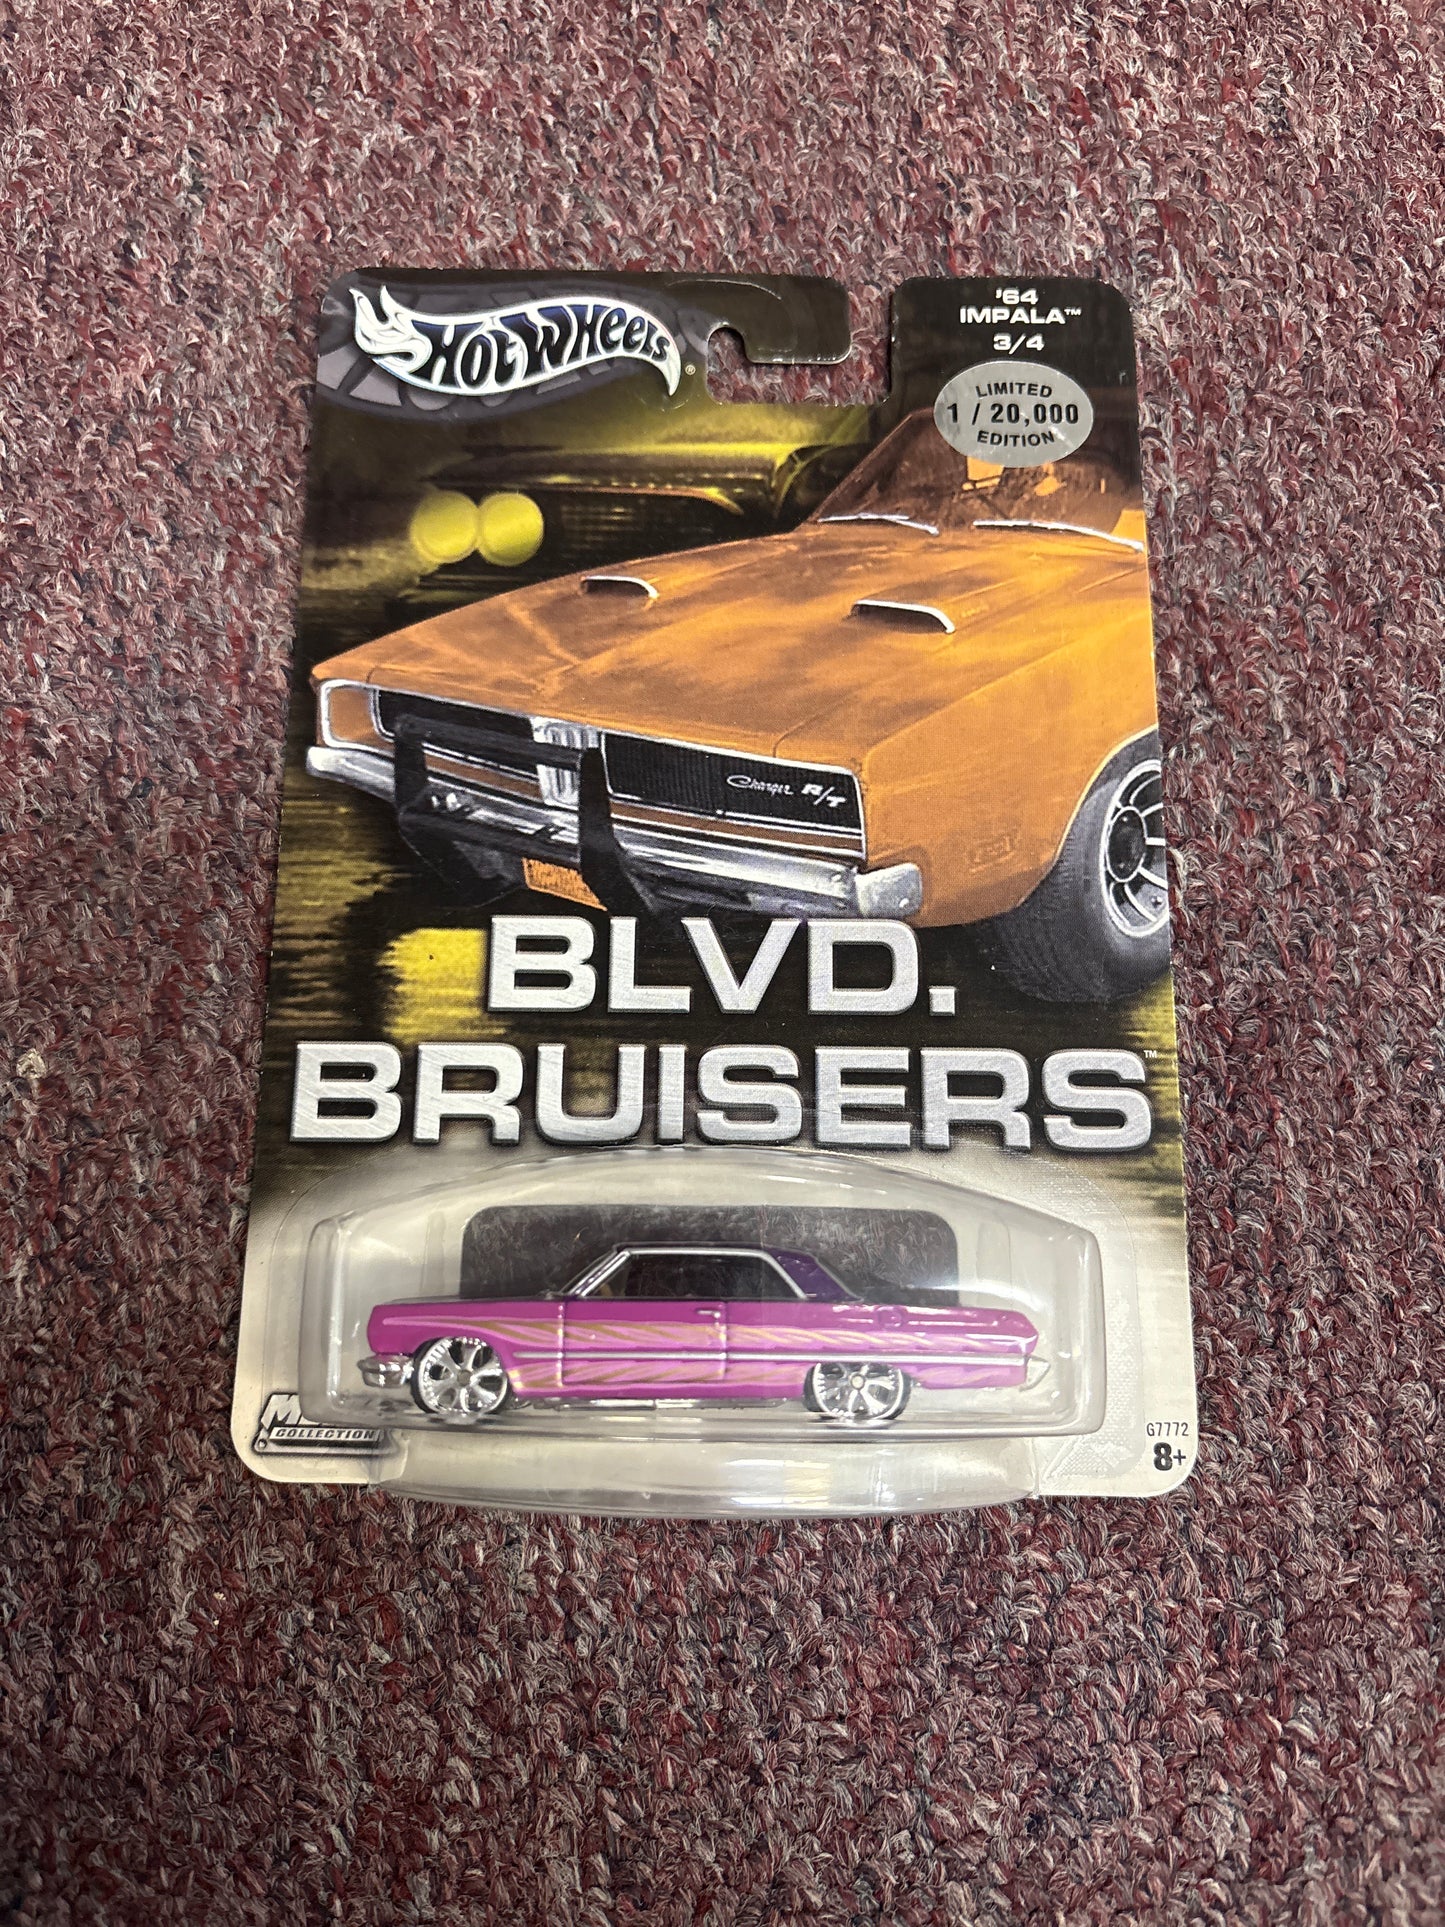 HOT WHEELS ®
'64
IMPALA™
3/4
LIMITED
1 / 20,000
EDITION
Charger R/T
BLVD.
BRUISERS™
COLLECTION
G7772
8+